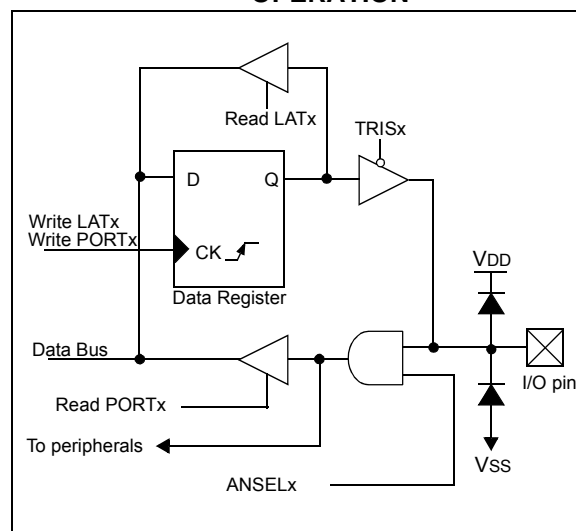 OPERATION
Read LATx
TRISx
D
Q
Write LATx
Write PORTx
CK
Data Register
VDD
Data Bus
I/O pin
Read PORTx
To peripherals
VSS
ANSELx